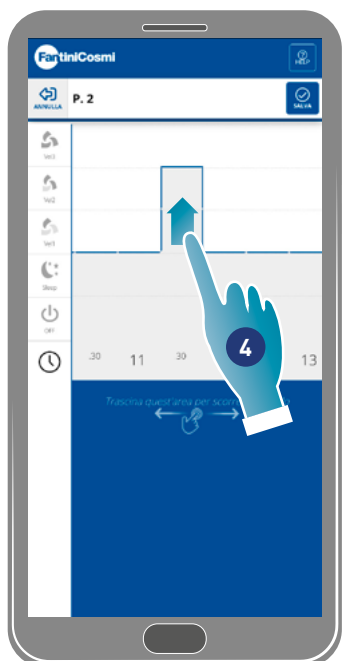 FantiniCosmi
HELP
ANNULLA
P. 2
SALVA
Vel1
Vel2
Vel3
Sleep
OFF
.30 11 30 13
4
Trascina quest'area per scorr